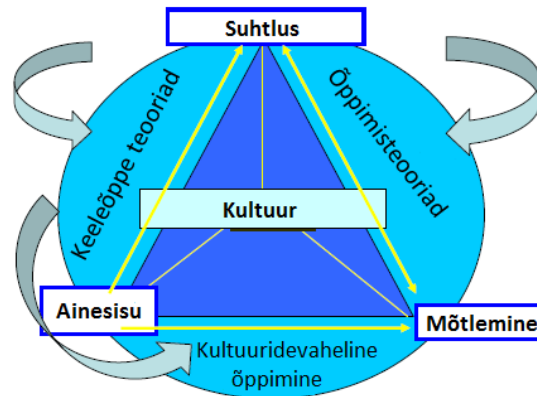 Suhtlus
Keeleõppe teooriad
Õppimisteooriad
Kultuur
Ainesisu
Mõtlemine
Kultuuridevaheline
õppimine